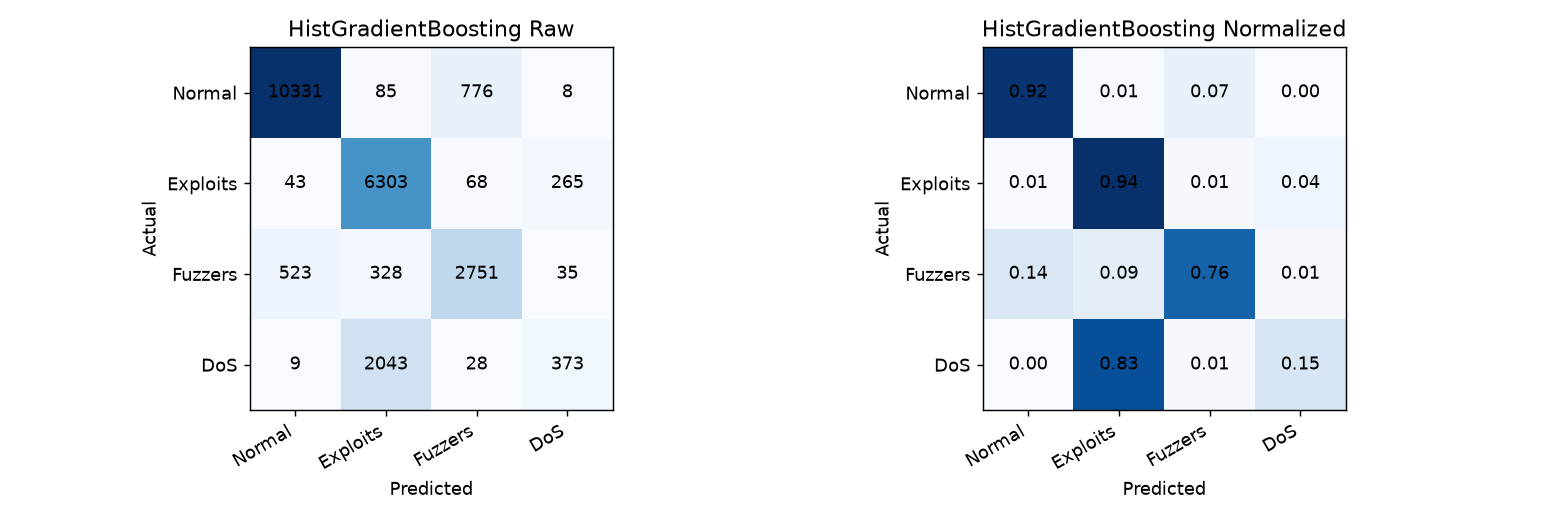 HistGradientBoosting Raw
Normal 10331 85 776 8
Exploits 43 6303 68 265
Fuzzers 523 328 2751 35
DoS 9 2043 28 373
Actual
Normal Exploits Fuzzers DoS
Predicted
HistGradientBoosting Normalized
Normal 0.92 0.01 0.07 0.00
Exploits 0.01 0.94 0.01 0.04
Fuzzers 0.14 0.09 0.76 0.01
DoS 0.00 0.83 0.01 0.15
Actual
Normal Exploits Fuzzers DoS
Predicted